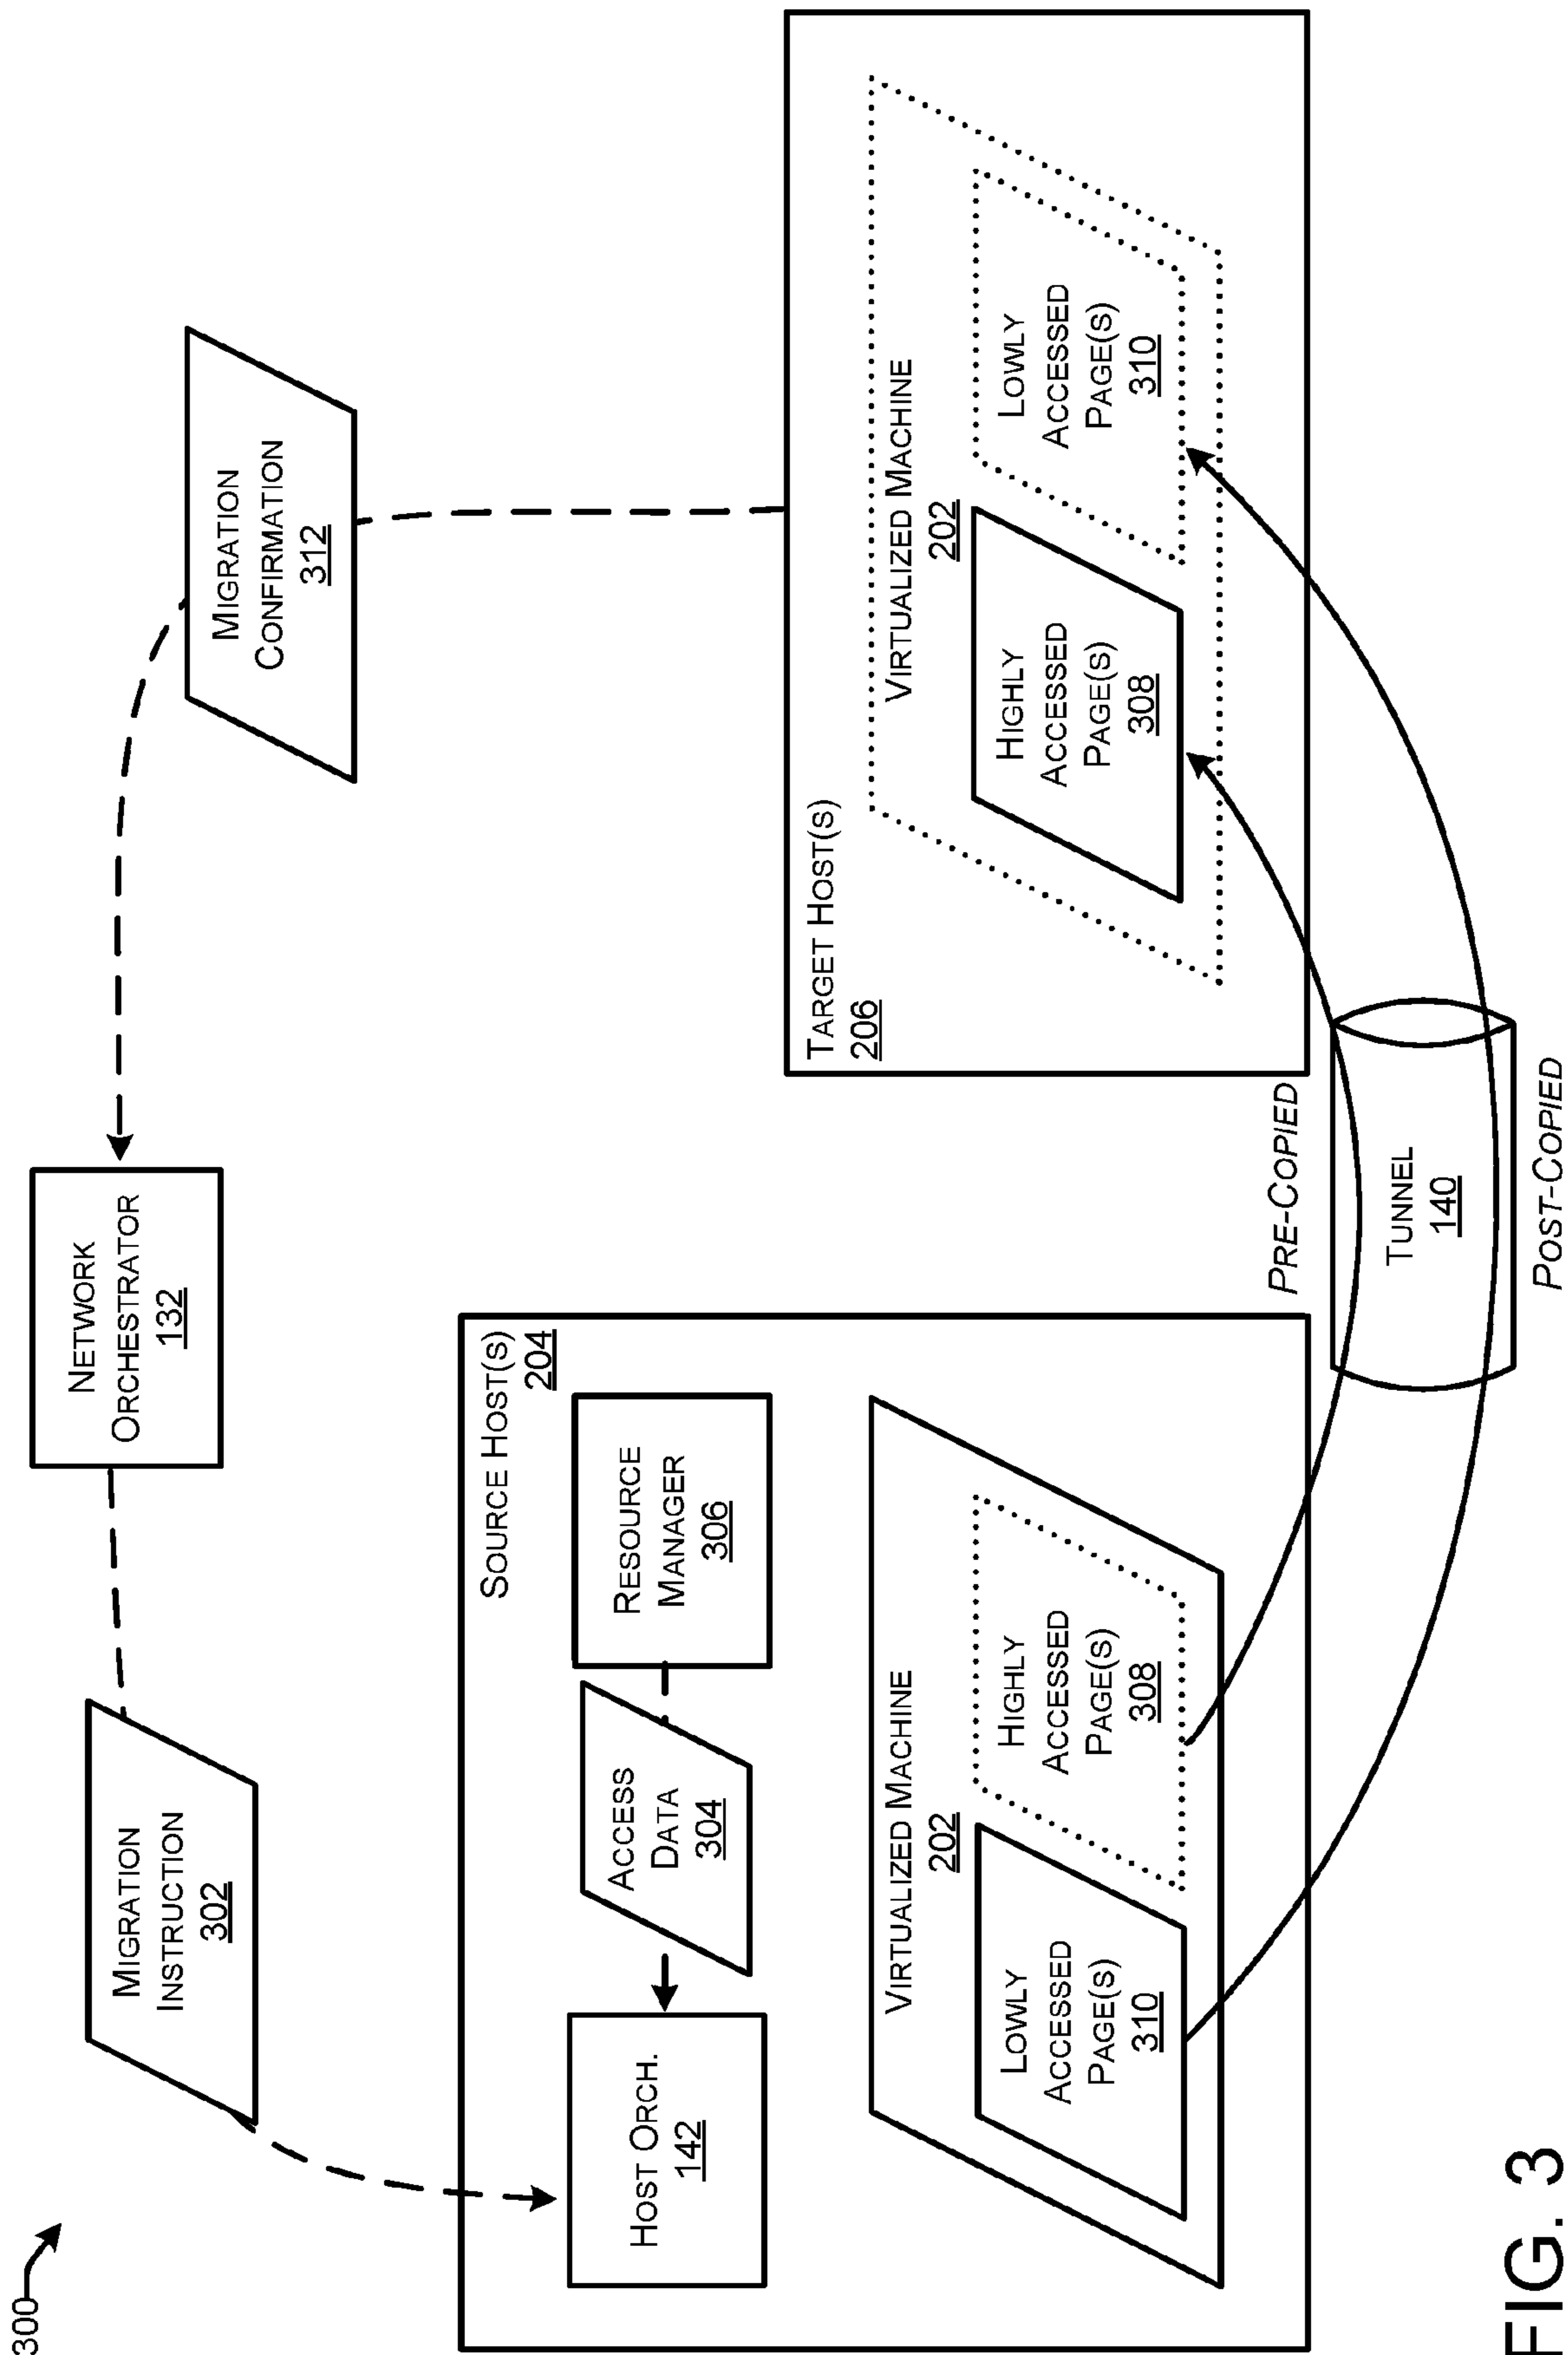 300
NETWORK
ORCHESTRATOR
132
MIGRATION
INSTRUCTION
302
MIGRATION
CONFIRMATION
312
SOURCE HOST(S)
204
HOST ORCH.
142
ACCESS
DATA
304
RESOURCE
MANAGER
306
VIRTUALIZED MACHINE
202
LOWLY
ACCESSED
PAGE(S)
310
HIGHLY
ACCESSED
PAGE(S)
308
TARGET HOST(S)
206
VIRTUALIZED MACHINE
202
HIGHLY
ACCESSED
PAGE(S)
308
LOWLY
ACCESSED
PAGE(S)
310
PRE-COPIED
TUNNEL
140
POST-COPIED
FIG. 3